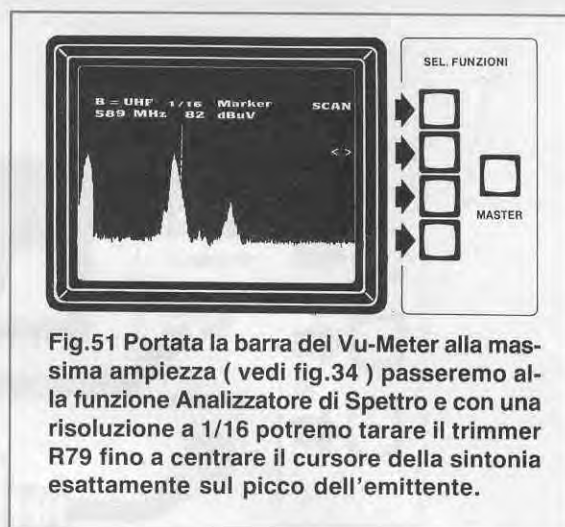 SEL. FUNZIONI
B = UHF 1/16 Marker SCAN
589 MHz 82 dBuV
< >
MASTER
Fig.51 Portata la barra del Vu-Meter alla mas-
sima ampiezza ( vedi fig.34 ) passeremo al-
la funzione Analizzatore di Spettro e con una
risoluzione a 1/16 potremo tarare il trimmer
R79 fino a centrare il cursore della sintonia
esattamente sul picco dell'emittente.